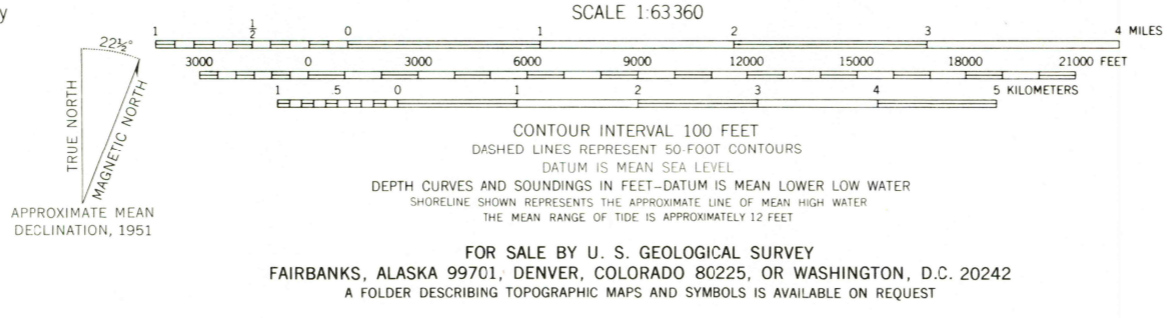 y
SCALE 1:63360
1 ½ 0 1 2 3 4 MILES
3000 0 3000 6000 9000 12000 15000 18000 21000 FEET
1 5 0 1 2 3 4 5 KILOMETERS
22½°
TRUE NORTH
MAGNETIC NORTH
APPROXIMATE MEAN
DECLINATION, 1951
CONTOUR INTERVAL 100 FEET
DASHED LINES REPRESENT 50-FOOT CONTOURS
DATUM IS MEAN SEA LEVEL
DEPTH CURVES AND SOUNDINGS IN FEET—DATUM IS MEAN LOWER LOW WATER
SHORELINE SHOWN REPRESENTS THE APPROXIMATE LINE OF MEAN HIGH WATER
THE MEAN RANGE OF TIDE IS APPROXIMATELY 12 FEET
FOR SALE BY U. S. GEOLOGICAL SURVEY
FAIRBANKS, ALASKA 99701, DENVER, COLORADO 80225, OR WASHINGTON, D.C. 20242
A FOLDER DESCRIBING TOPOGRAPHIC MAPS AND SYMBOLS IS AVAILABLE ON REQUEST